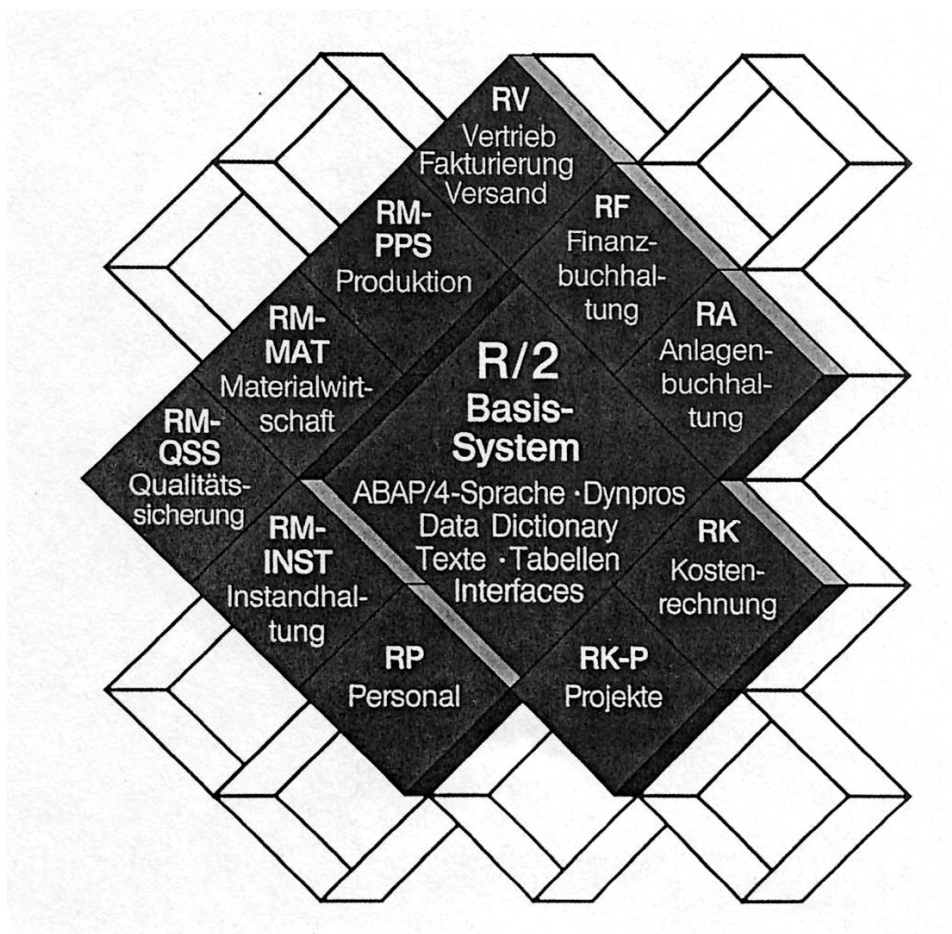 RV
Vertrieb
Fakturierung
Versand
RM-
PPS
Produktion
RF
Finanz-
buchhal-
tung
RM-
MAT
Materialwirt-
schaft
RA
Anlagen-
buchhal-
tung
R/2
Basis-
System
ABAP/4-Sprache · Dynpros
Data Dictionary
Texte · Tabellen
Interfaces
RM-
QSS
Qualitäts-
sicherung
RM-
INST
Instandhal-
tung
RK
Kosten-
rechnung
RP
Personal
RK-P
Projekte